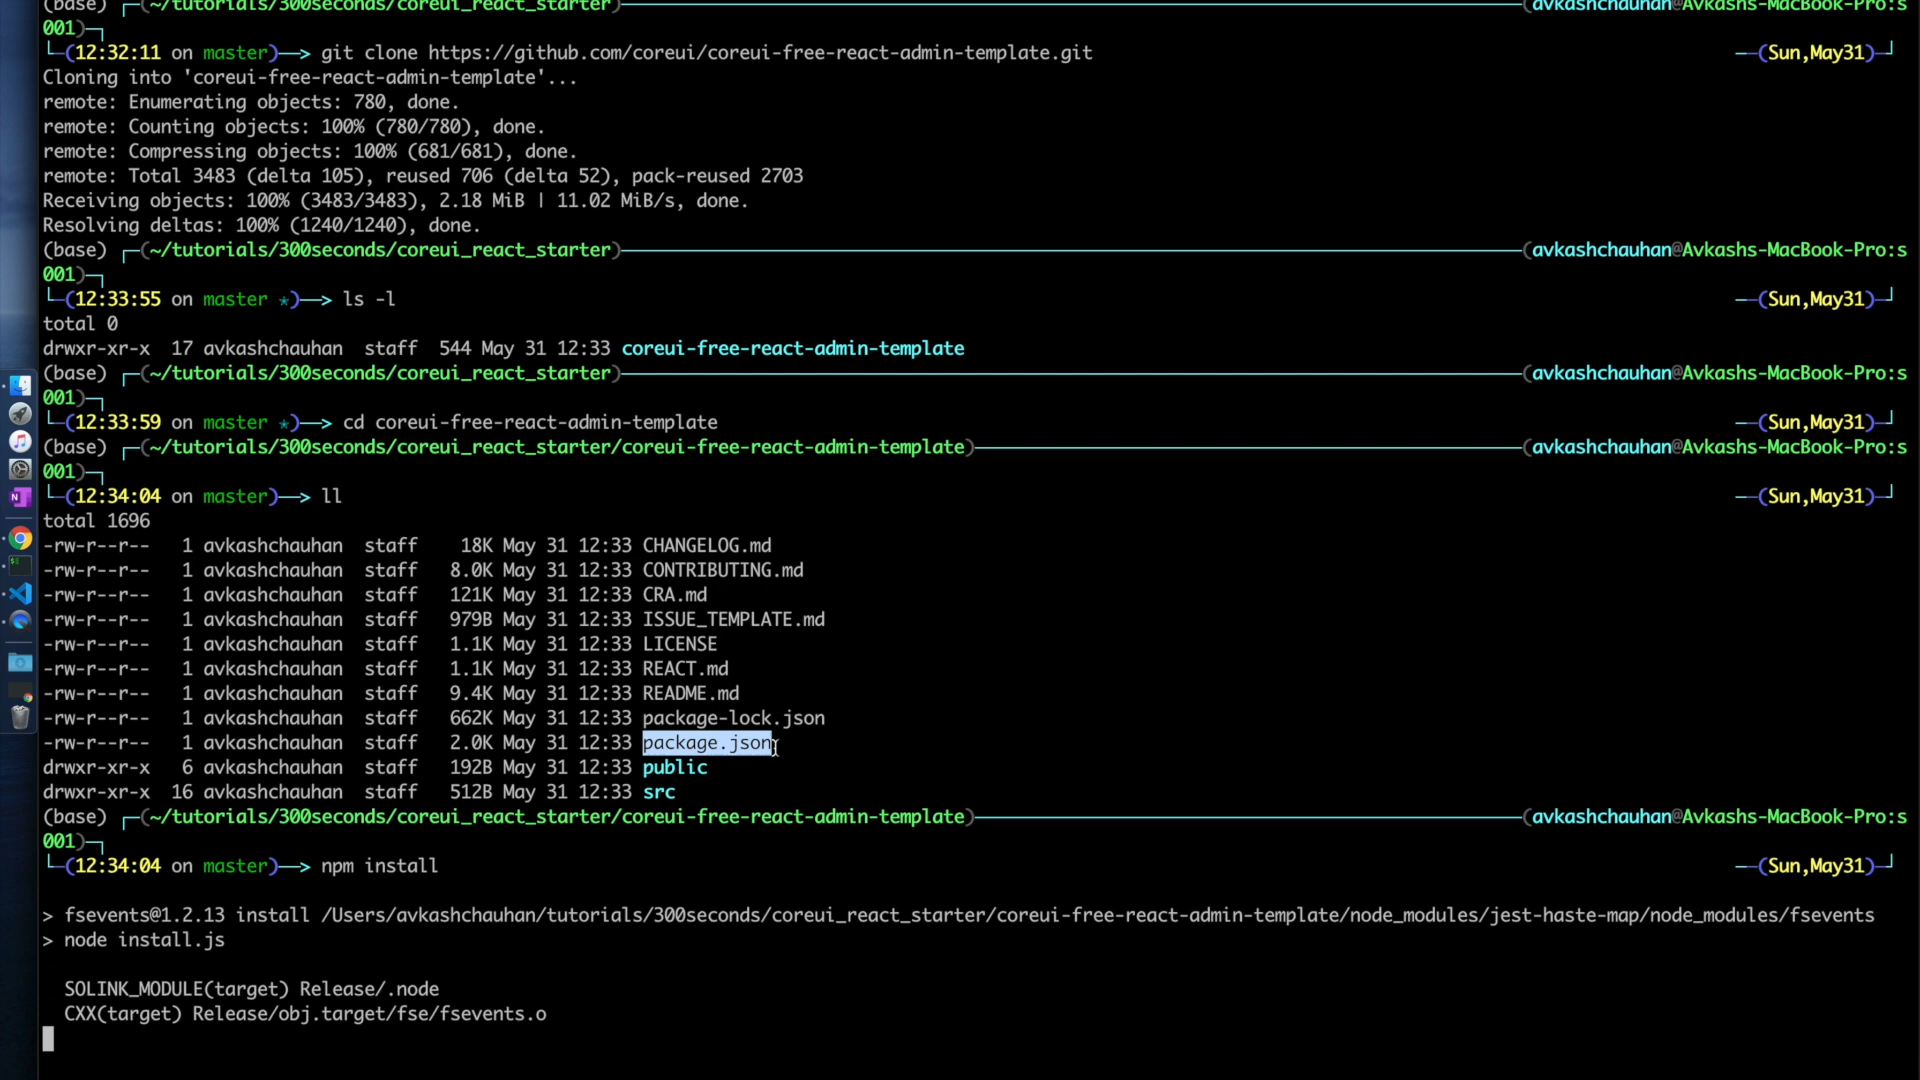 (base) ┌─(~/tutorials/300seconds/coreui_react_starter)────(avkashchauhan@Avkashs-MacBook-Pro:s
001)─┐
└─(12:32:11 on master)──> git clone https://github.com/coreui/coreui-free-react-admin-template.git ──(Sun,May31)─┘
Cloning into 'coreui-free-react-admin-template'...
remote: Enumerating objects: 780, done.
remote: Counting objects: 100% (780/780), done.
remote: Compressing objects: 100% (681/681), done.
remote: Total 3483 (delta 105), reused 706 (delta 52), pack-reused 2703
Receiving objects: 100% (3483/3483), 2.18 MiB | 11.02 MiB/s, done.
Resolving deltas: 100% (1240/1240), done.
(base) ┌─(~/tutorials/300seconds/coreui_react_starter)────(avkashchauhan@Avkashs-MacBook-Pro:s
001)─┐
└─(12:33:55 on master *)──> ls -l ──(Sun,May31)─┘
total 0
drwxr-xr-x  17 avkashchauhan  staff  544 May 31 12:33 coreui-free-react-admin-template
(base) ┌─(~/tutorials/300seconds/coreui_react_starter)────(avkashchauhan@Avkashs-MacBook-Pro:s
001)─┐
└─(12:33:59 on master *)──> cd coreui-free-react-admin-template ──(Sun,May31)─┘
(base) ┌─(~/tutorials/300seconds/coreui_react_starter/coreui-free-react-admin-template)────(avkashchauhan@Avkashs-MacBook-Pro:s
001)─┐
└─(12:34:04 on master)──> ll ──(Sun,May31)─┘
total 1696
-rw-r--r--   1 avkashchauhan  staff    18K May 31 12:33 CHANGELOG.md
-rw-r--r--   1 avkashchauhan  staff   8.0K May 31 12:33 CONTRIBUTING.md
-rw-r--r--   1 avkashchauhan  staff   121K May 31 12:33 CRA.md
-rw-r--r--   1 avkashchauhan  staff   979B May 31 12:33 ISSUE_TEMPLATE.md
-rw-r--r--   1 avkashchauhan  staff   1.1K May 31 12:33 LICENSE
-rw-r--r--   1 avkashchauhan  staff   1.1K May 31 12:33 REACT.md
-rw-r--r--   1 avkashchauhan  staff   9.4K May 31 12:33 README.md
-rw-r--r--   1 avkashchauhan  staff   662K May 31 12:33 package-lock.json
-rw-r--r--   1 avkashchauhan  staff   2.0K May 31 12:33 package.json
drwxr-xr-x   6 avkashchauhan  staff   192B May 31 12:33 public
drwxr-xr-x  16 avkashchauhan  staff   512B May 31 12:33 src
(base) ┌─(~/tutorials/300seconds/coreui_react_starter/coreui-free-react-admin-template)────(avkashchauhan@Avkashs-MacBook-Pro:s
001)─┐
└─(12:34:04 on master)──> npm install ──(Sun,May31)─┘
> fsevents@1.2.13 install /Users/avkashchauhan/tutorials/300seconds/coreui_react_starter/coreui-free-react-admin-template/node_modules/jest-haste-map/node_modules/fsevents
> node install.js
SOLINK_MODULE(target) Release/.node
CXX(target) Release/obj.target/fse/fsevents.o